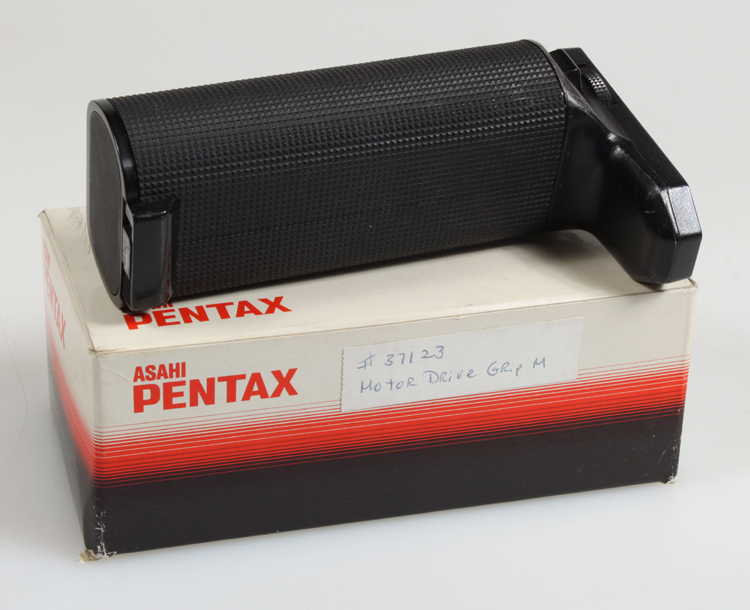 PENTAX
ASAHI
PENTAX
# 37123
Motor Drive Grip M